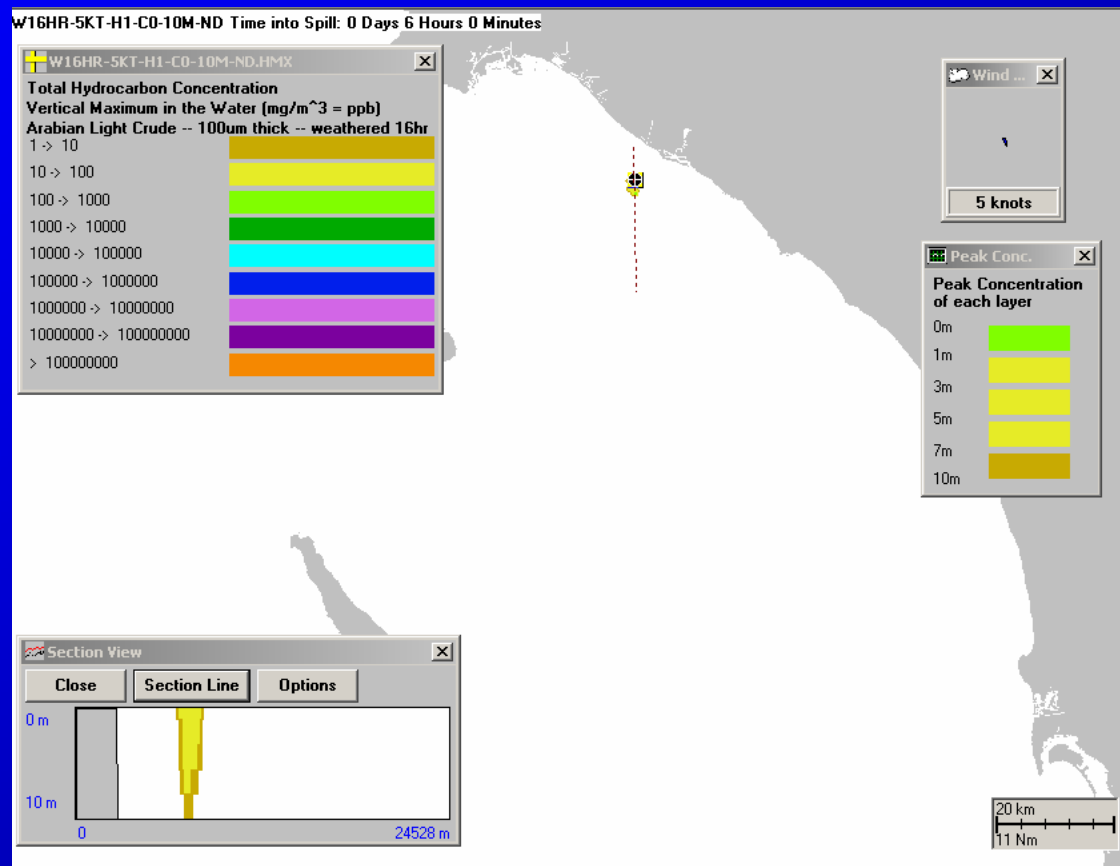 W16HR-5KT-H1-C0-10M-ND Time into Spill: 0 Days 6 Hours 0 Minutes
W16HR-5KT-H1-C0-10M-ND.HMX
Total Hydrocarbon Concentration
Vertical Maximum in the Water (mg/m^3 = ppb)
Arabian Light Crude -- 100um thick -- weathered 16hr
1 -> 10
10 -> 100
100 -> 1000
1000 -> 10000
10000 -> 100000
100000 -> 1000000
1000000 -> 10000000
10000000 -> 100000000
> 100000000
Wind ...
5 knots
Peak Conc.
Peak Concentration
of each layer
0m
1m
3m
5m
7m
10m
Section View
Close Section Line Options
0 m
10 m
0 24528 m
20 km
11 Nm